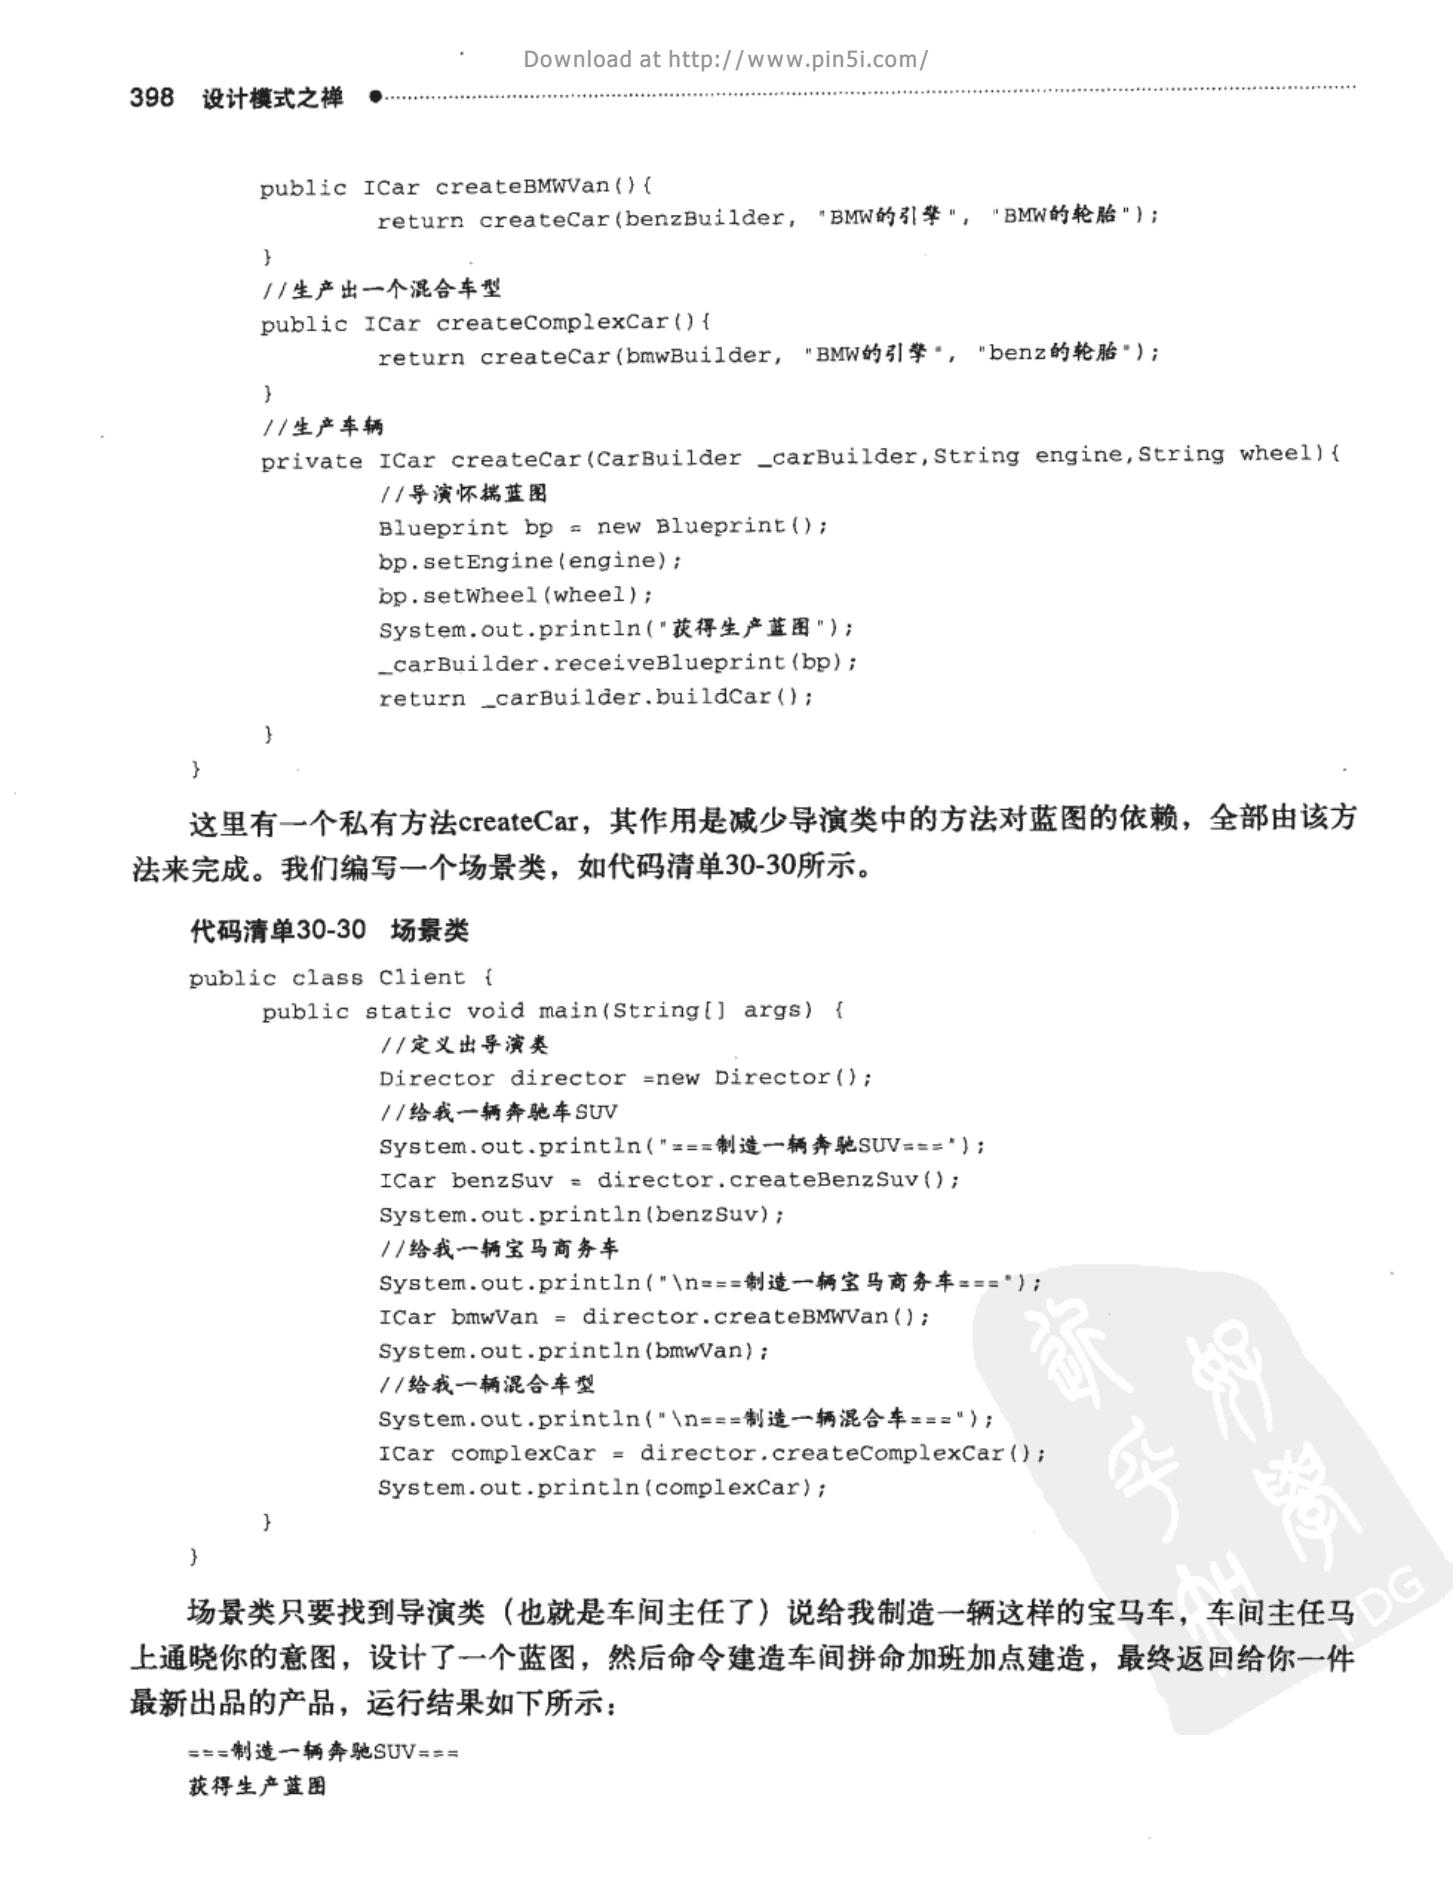 Download at http://www.pin5i.com/
398 设计模式之禅
public ICar createBMWVan(){
return createCar(benzBuilder, "BMW的引擎", "BMW的轮胎");
}
//生产出一个混合车型
public ICar createComplexCar(){
return createCar(bmwBuilder, "BMW的引擎", "benz的轮胎");
}
//生产车辆
private ICar createCar(CarBuilder _carBuilder,String engine,String wheel){
//导演怀揣蓝图
Blueprint bp = new Blueprint();
bp.setEngine(engine);
bp.setWheel(wheel);
System.out.println("获得生产蓝图");
_carBuilder.receiveBlueprint(bp);
return _carBuilder.buildCar();
}
}
这里有一个私有方法createCar，其作用是减少导演类中的方法对蓝图的依赖，全部由该方
法来完成。我们编写一个场景类，如代码清单30-30所示。
代码清单30-30 场景类
public class Client {
public static void main(String[] args) {
//定义出导演类
Director director =new Director();
//给我一辆奔驰车SUV
System.out.println("===制造一辆奔驰SUV===");
ICar benzSuv = director.createBenzSuv();
System.out.println(benzSuv);
//给我一辆宝马商务车
System.out.println("\n===制造一辆宝马商务车===");
ICar bmwVan = director.createBMWVan();
System.out.println(bmwVan);
//给我一辆混合车型
System.out.println("\n===制造一辆混合车===");
ICar complexCar = director.createComplexCar();
System.out.println(complexCar);
}
}
场景类只要找到导演类（也就是车间主任了）说给我制造一辆这样的宝马车，车间主任马
上通晓你的意图，设计了一个蓝图，然后命令建造车间拼命加班加点建造，最终返回给你一件
最新出品的产品，运行结果如下所示：
===制造一辆奔驰SUV===
获得生产蓝图